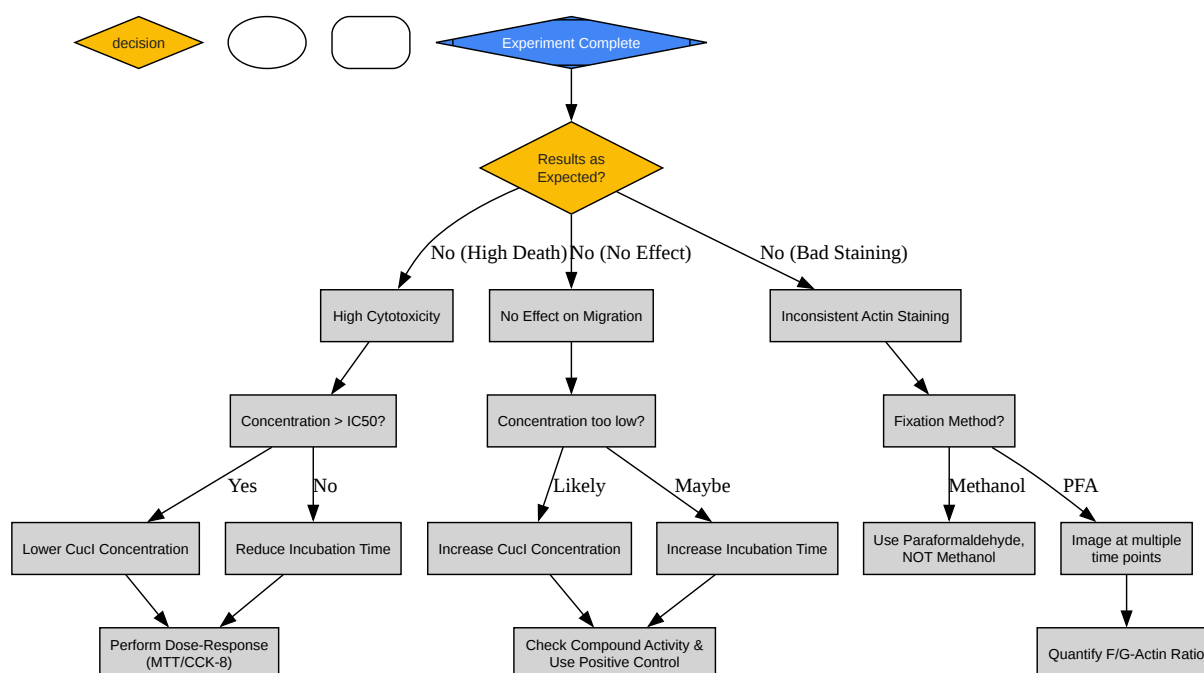 decision
Experiment Complete
Results as
Expected?
No (High Death)
No (No Effect)
No (Bad Staining)
High Cytotoxicity
No Effect on Migration
Inconsistent Actin Staining
Concentration > IC50?
Concentration too low?
Fixation Method?
Yes
No
Likely
Maybe
Methanol
PFA
Lower CucI Concentration
Reduce Incubation Time
Increase CucI Concentration
Increase Incubation Time
Use Paraformaldehyde,
NOT Methanol
Image at multiple
time points
Perform Dose-Response
(MTT/CCK-8)
Check Compound Activity &
Use Positive Control
Quantify F/G-Actin Ratio